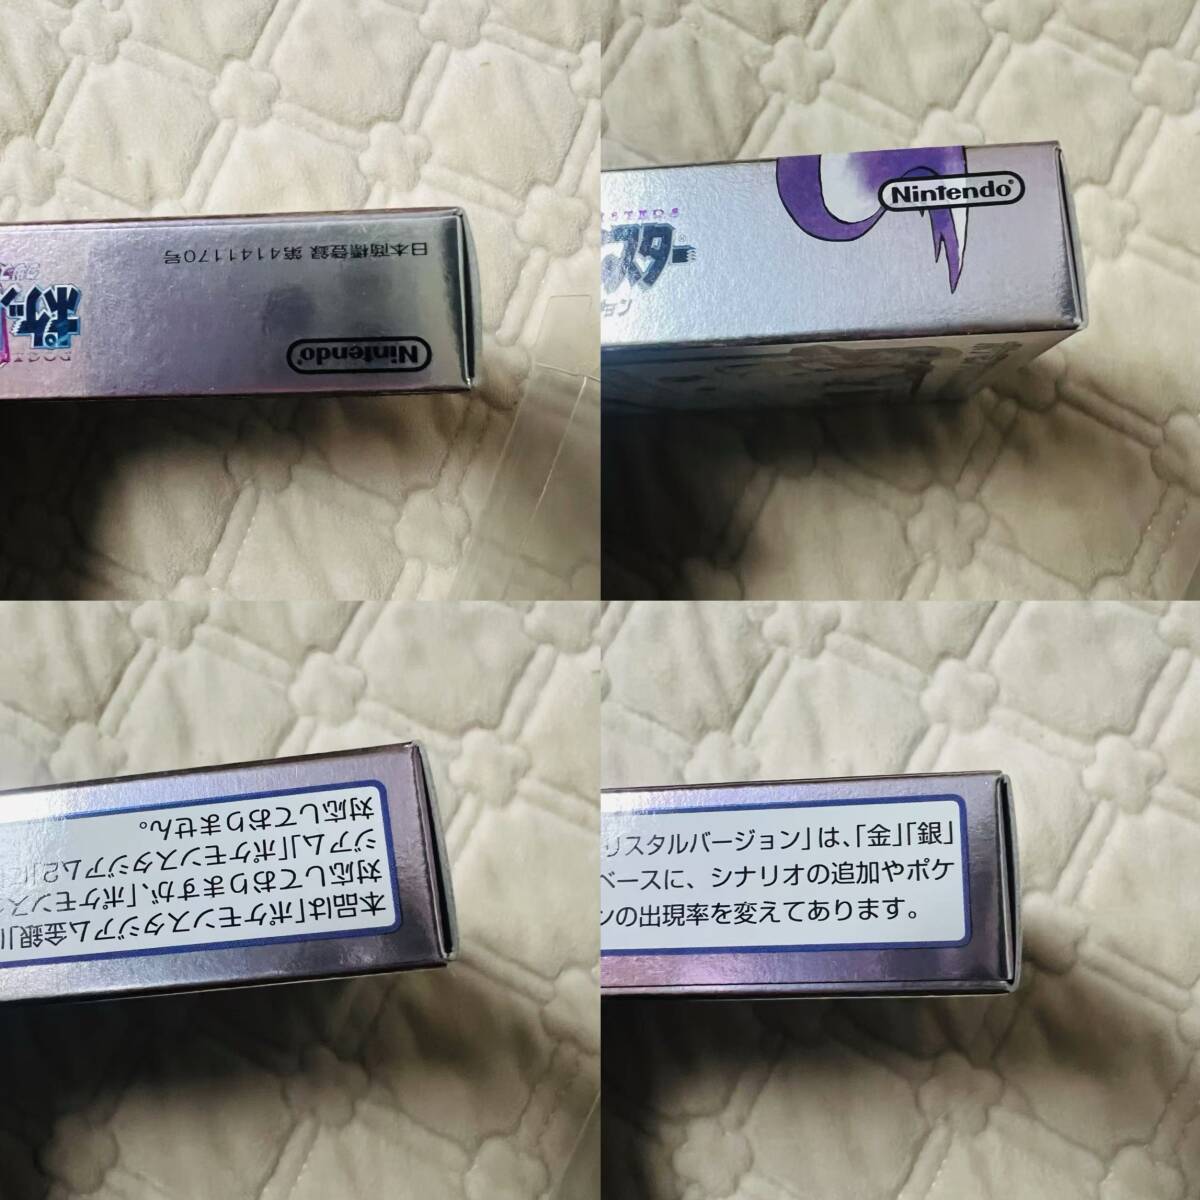 日本商標登録 第4141170号
ポケッ
Nintendo®
スター®
ョン
Nintendo®
本品は「ポケモンスタジアム金銀」
対応しておりますが、「ポケモンス
ジアム」「ポケモンスタジアム2」に
対応しておりません。
リスタルバージョン」は、「金」「銀」
ベースに、シナリオの追加やポケ
ンの出現率を変えてあります。